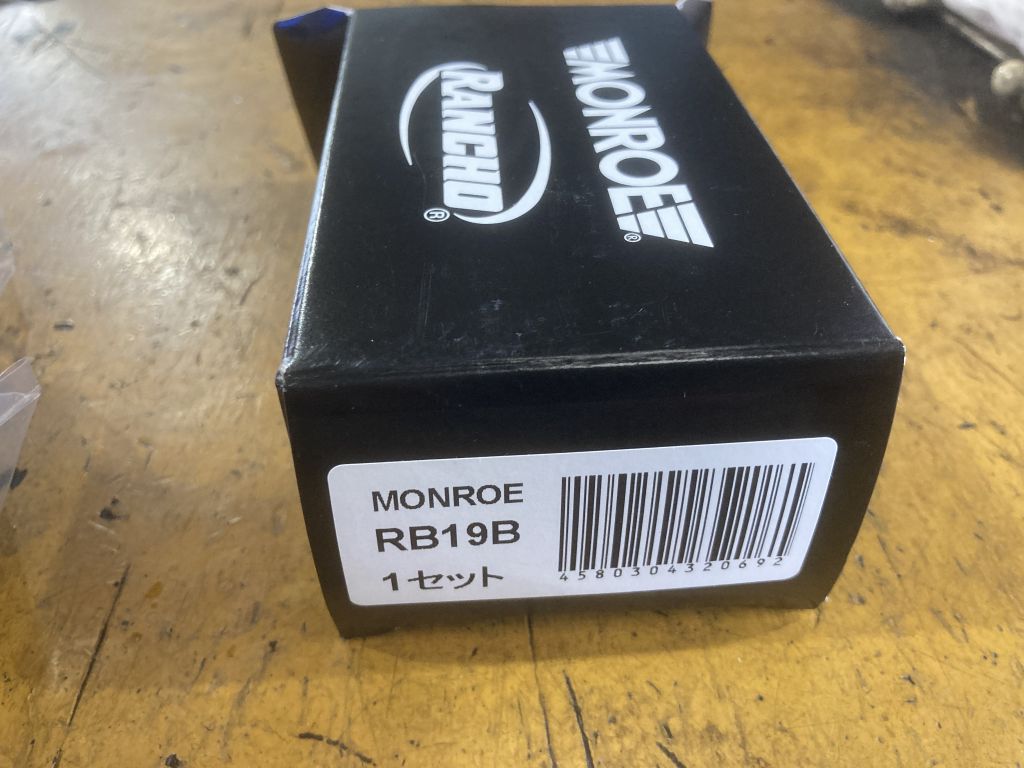 MONROE®
RANCHO®
MONROE
RB19B
1セット
4580304320692